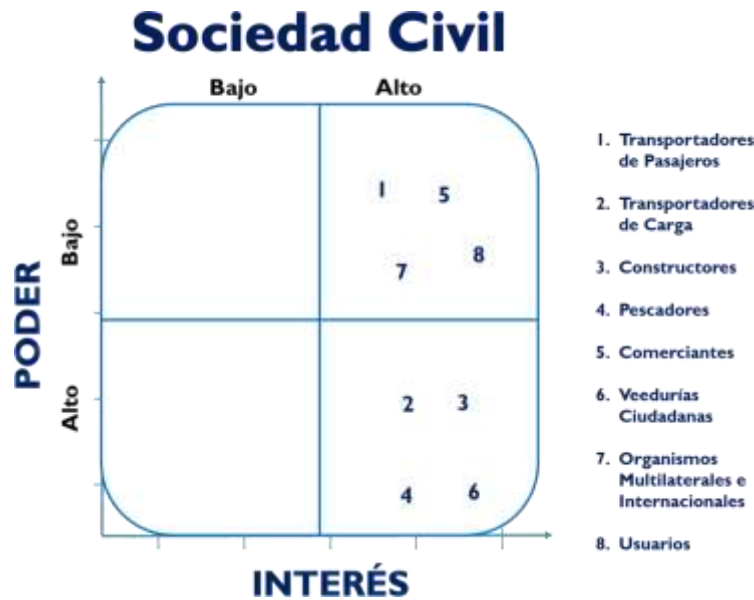 Sociedad Civil
Bajo Alto
PODER
Bajo
Alto
1 5
8
7
2 3
4 6
INTERÉS
1. Transportadores
de Pasajeros
2. Transportadores
de Carga
3. Constructores
4. Pescadores
5. Comerciantes
6. Veedurías
Ciudadanas
7. Organismos
Multilaterales e
Internacionales
8. Usuarios